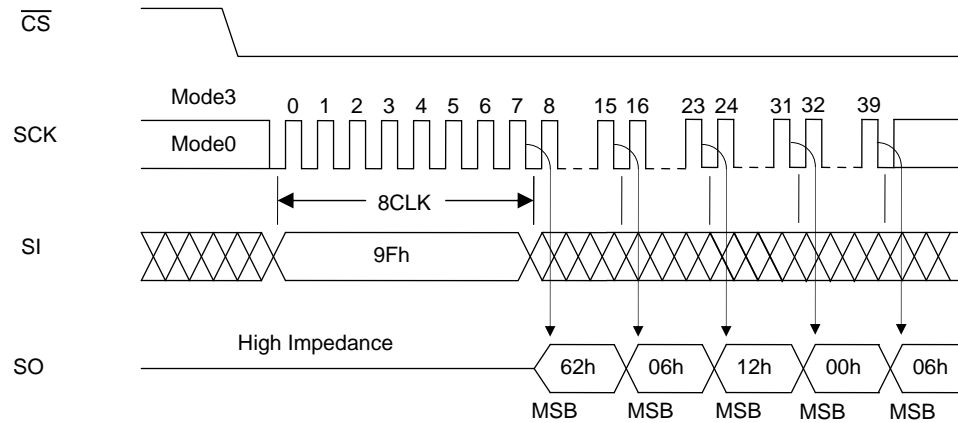 CS
Mode3
0 1 2 3 4 5 6 7 8 15 16 23 24 31 32 39
SCK
Mode0
8CLK
SI
9Fh
High Impedance
SO
62h 06h 12h 00h 06h
MSB MSB MSB MSB MSB